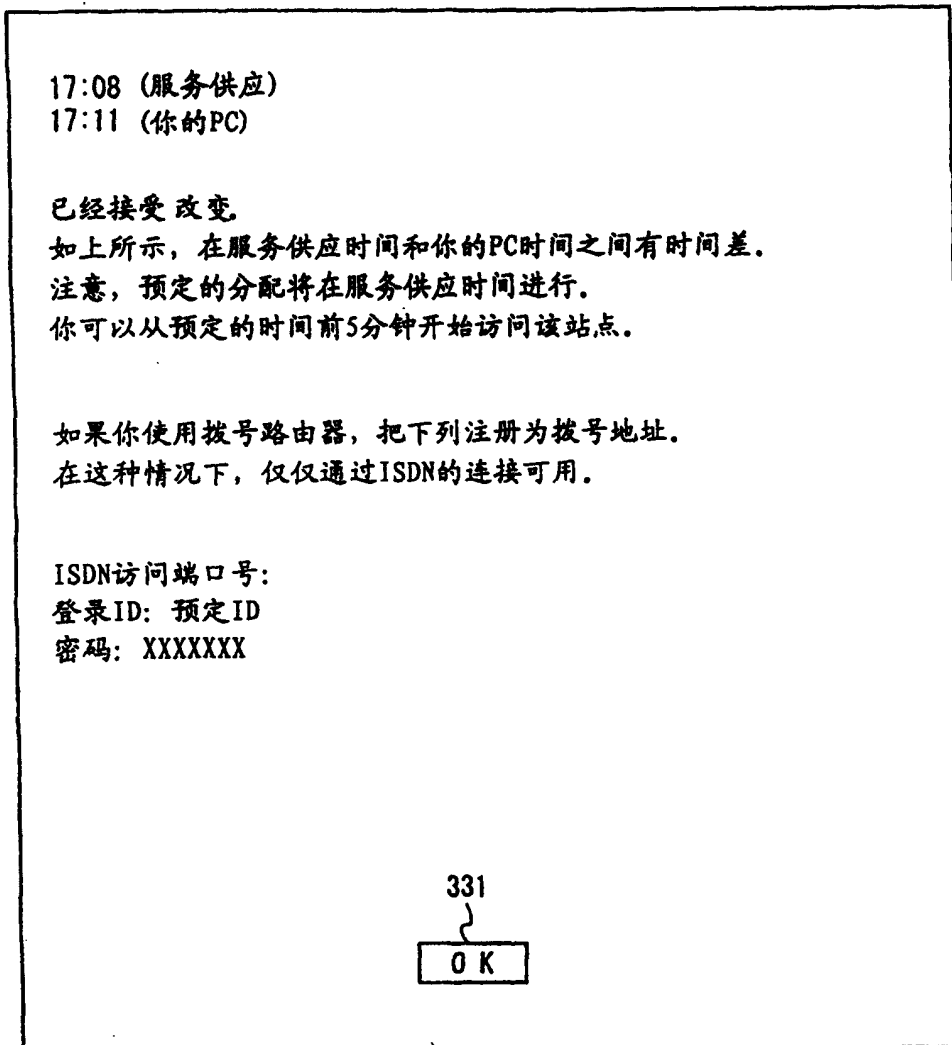 17:08 (服务供应)
17:11 (你的PC)
已经接受 改变.
如上所示, 在服务供应时间和你的PC时间之间有时间差.
注意, 预定的分配将在服务供应时间进行.
你可以从预定的时间前5分钟开始访问该站点.
如果你使用拨号路由器, 把下列注册为拨号地址.
在这种情况下, 仅仅通过ISDN的连接可用.
ISDN访问端口号:
登录ID: 预定ID
密码: XXXXXXX
331
OK